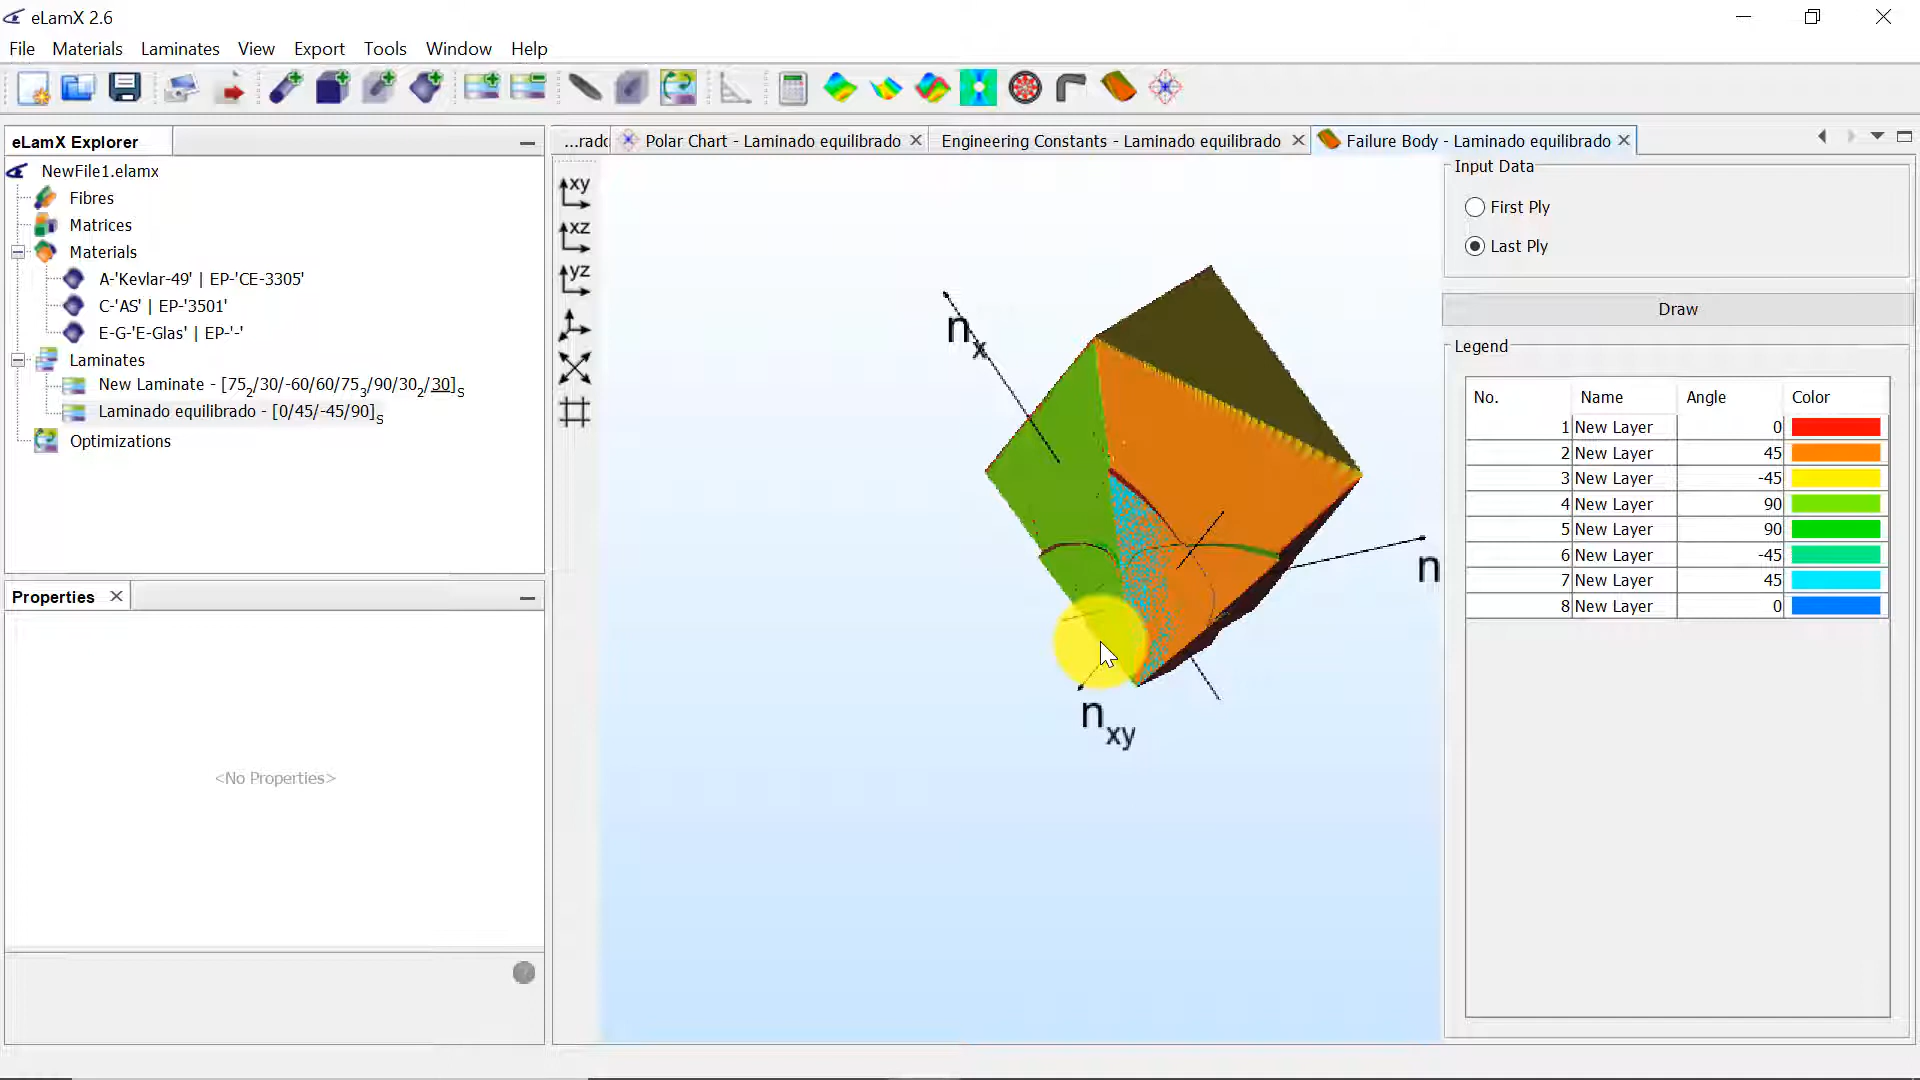 eLamX 2.6
File Materials Laminates View Export Tools Window Help
eLamX Explorer
NewFile1.elamx
Fibres
Matrices
Materials
A-'Kevlar-49' | EP-'CE-3305'
C-'AS' | EP-'3501'
E-G-'E-Glas' | EP-'-'
Laminates
New Laminate - [75₂/30/-60/60/75₃/90/30₂/30]ₛ
Laminado equilibrado - [0/45/-45/90]ₛ
Optimizations
Properties
<No Properties>
?
...rado Polar Chart - Laminado equilibrado Engineering Constants - Laminado equilibrado Failure Body - Laminado equilibrado
xy
xz
yz
nx
n
nxy
Input Data
First Ply
Last Ply
Draw
Legend
No. Name Angle Color
1 New Layer 0
2 New Layer 45
3 New Layer -45
4 New Layer 90
5 New Layer 90
6 New Layer -45
7 New Layer 45
8 New Layer 0